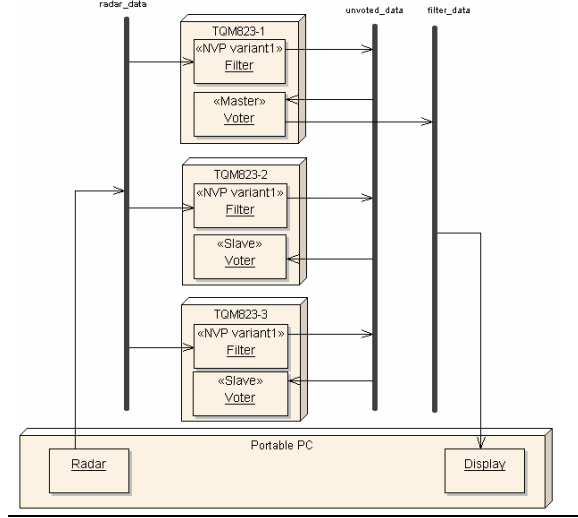 radar_data
unvoted_data
filter_data
TQM823-1
«NVP variant1»
Filter
«Master»
Voter
TQM823-2
«NVP variant1»
Filter
«Slave»
Voter
TQM823-3
«NVP variant1»
Filter
«Slave»
Voter
Portable PC
Radar
Display